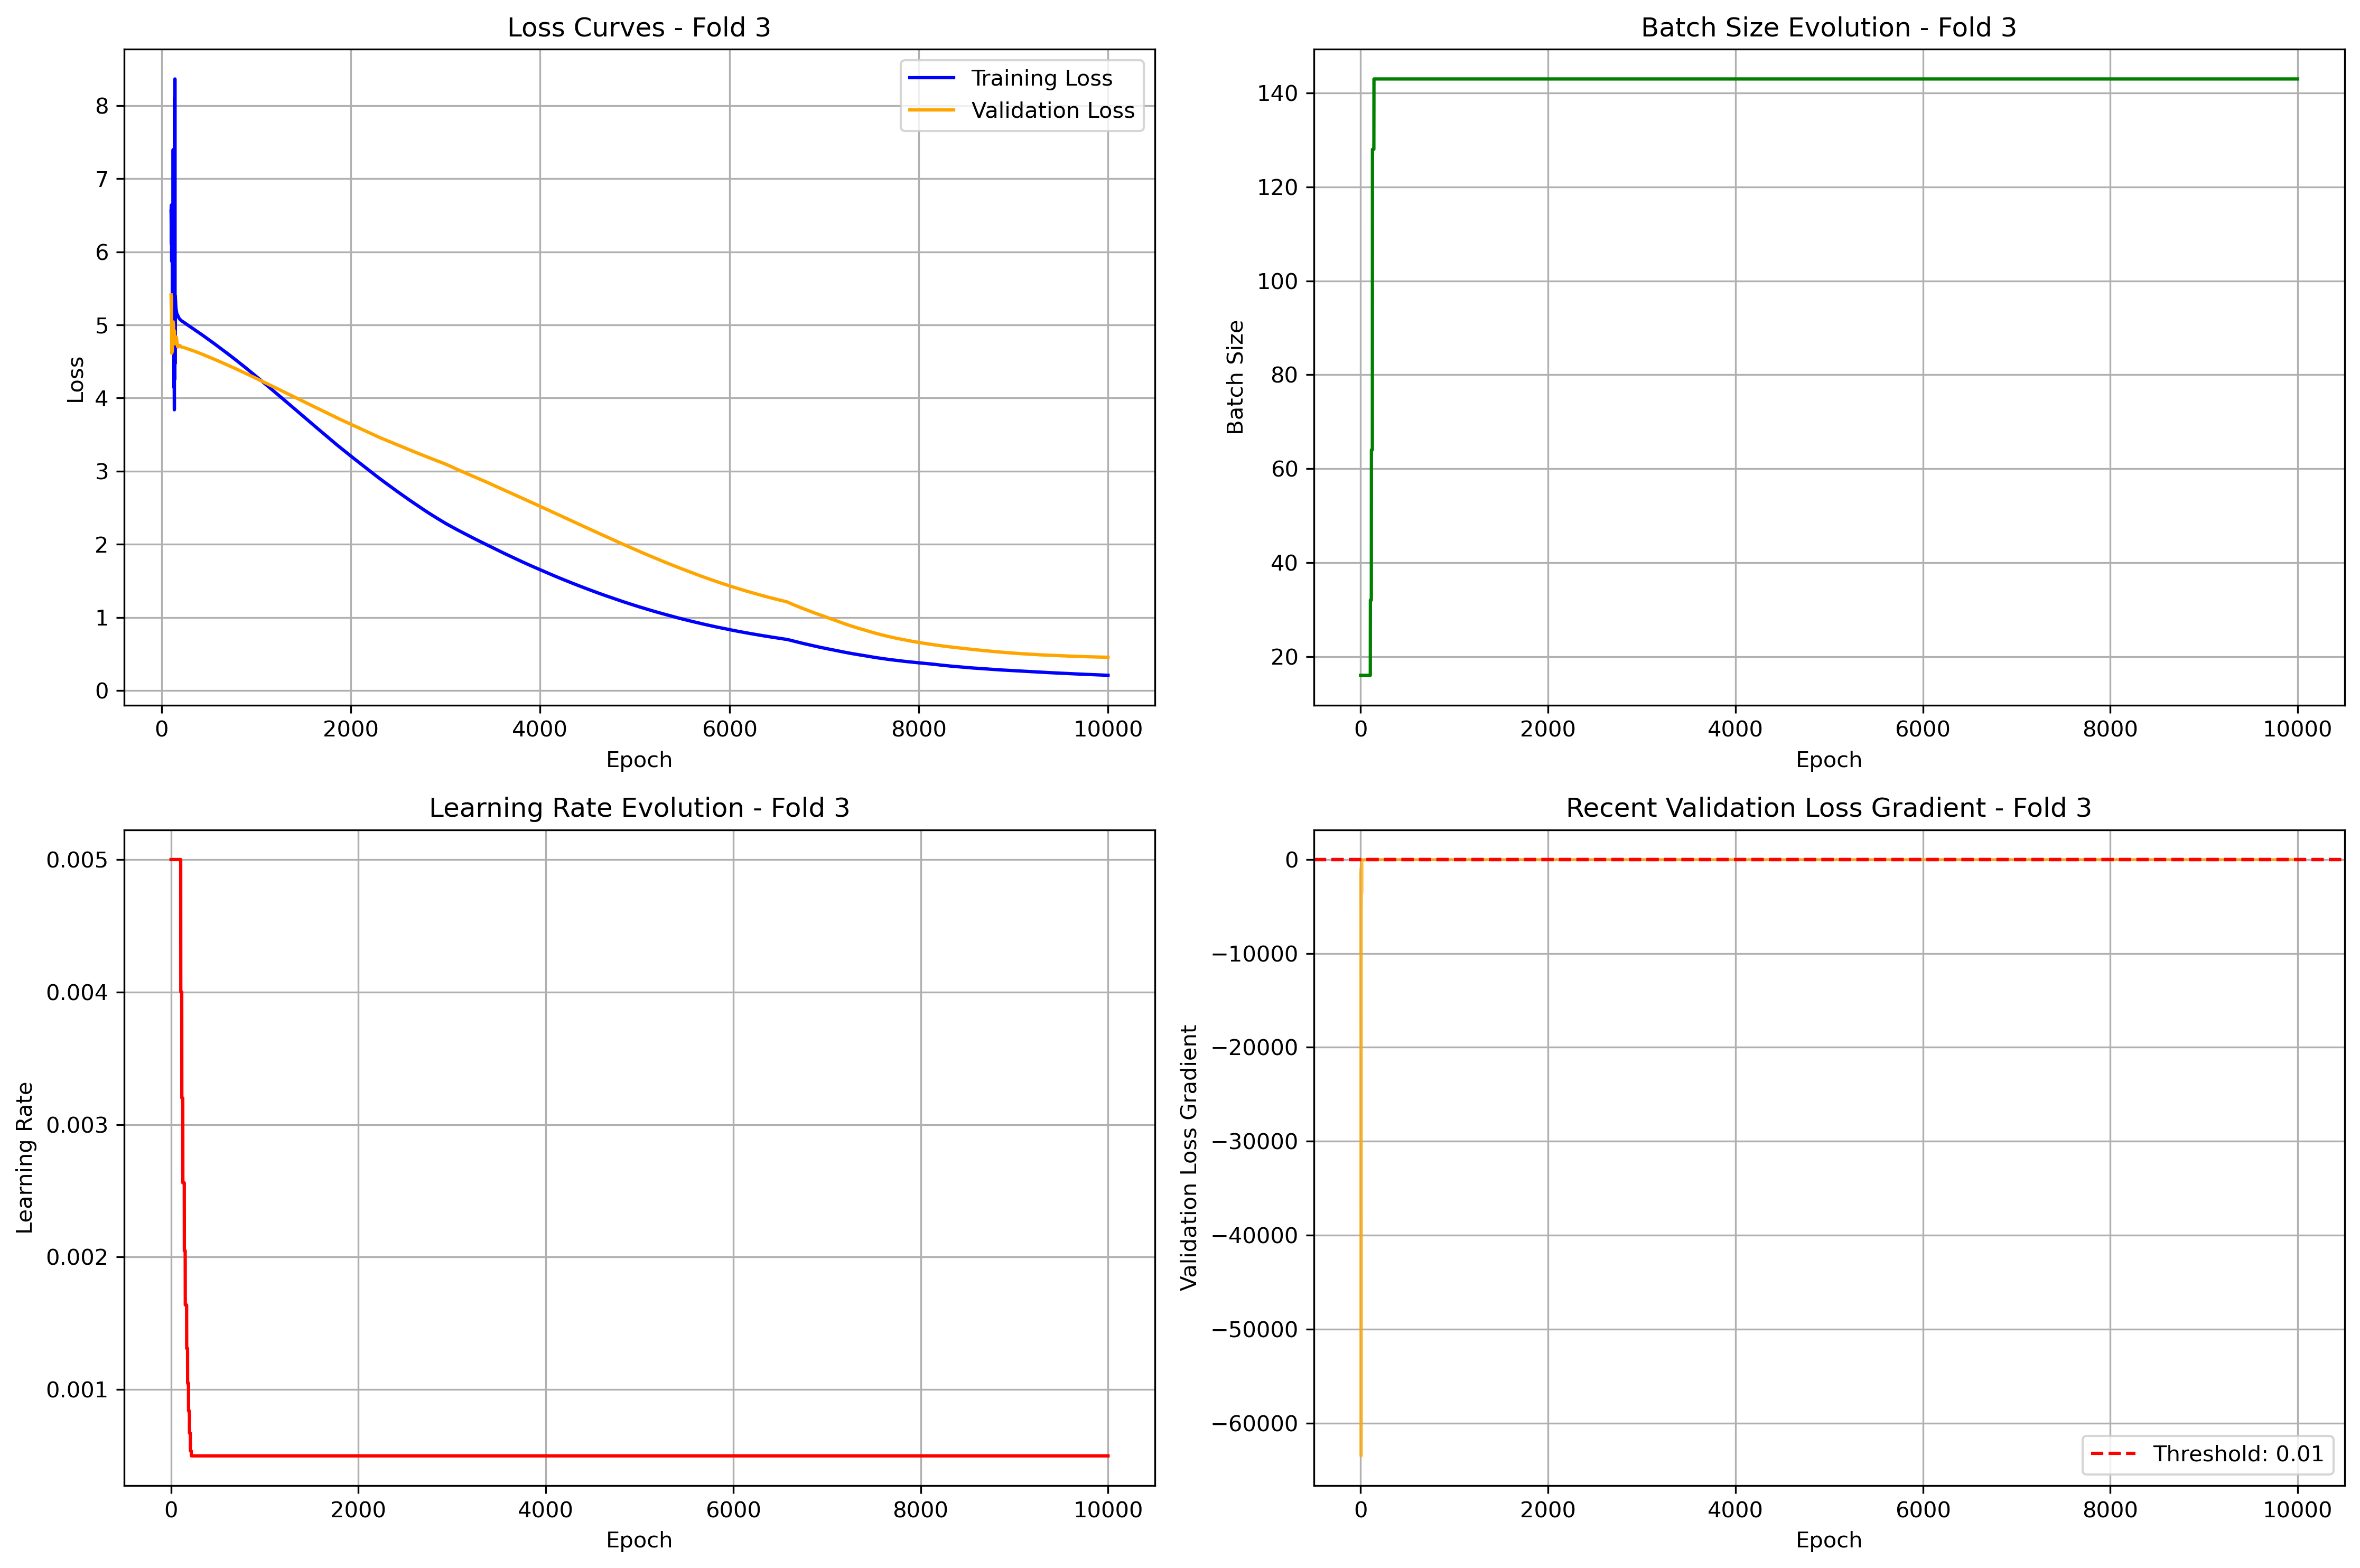 Loss Curves - Fold 3
Training Loss
Validation Loss
8
7
6
5
4
3
2
1
0
Loss
0 2000 4000 6000 8000 10000
Epoch
Batch Size Evolution - Fold 3
140
120
100
80
60
40
20
Batch Size
0 2000 4000 6000 8000 10000
Epoch
Learning Rate Evolution - Fold 3
0.005
0.004
0.003
0.002
0.001
Learning Rate
0 2000 4000 6000 8000 10000
Epoch
Recent Validation Loss Gradient - Fold 3
0
−10000
−20000
−30000
−40000
−50000
−60000
Validation Loss Gradient
Threshold: 0.01
0 2000 4000 6000 8000 10000
Epoch